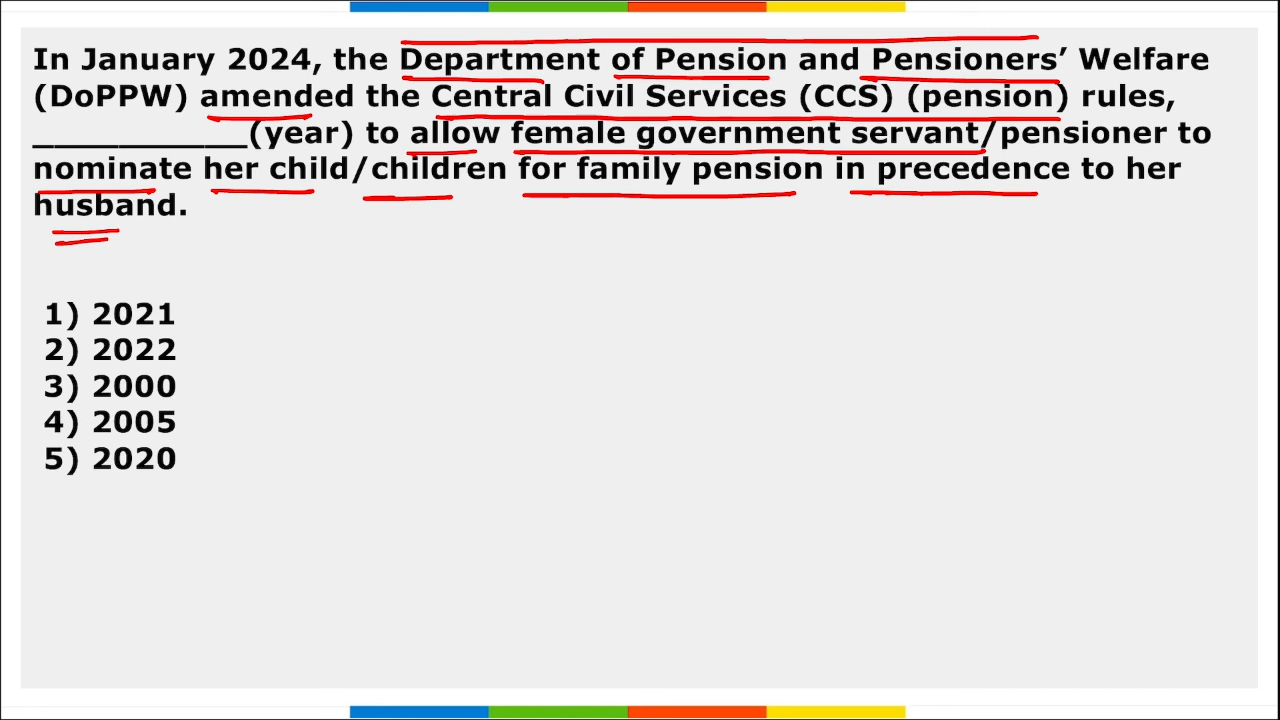 In January 2024, the Department of Pension and Pensioners’ Welfare
(DoPPW) amended the Central Civil Services (CCS) (pension) rules,
___________(year) to allow female government servant/pensioner to
nominate her child/children for family pension in precedence to her
husband.
1) 2021
2) 2022
3) 2000
4) 2005
5) 2020